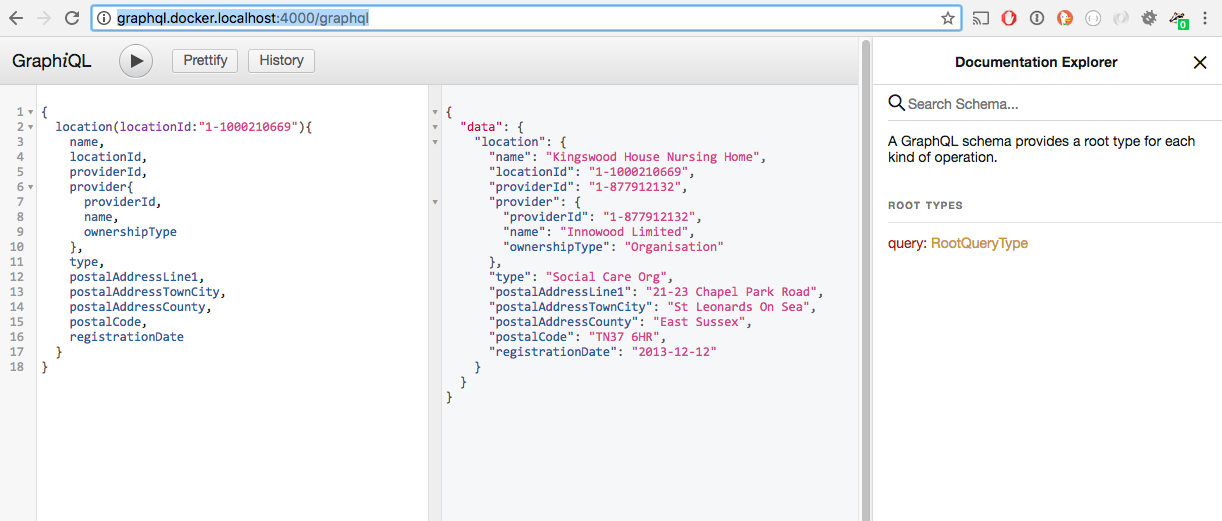 graphql.docker.localhost:4000/graphql
0
GraphiQL
Prettify
History
1 {
2 location(locationId:"1-1000210669"){
3 name,
4 locationId,
5 providerId,
6 provider{
7 providerId,
8 name,
9 ownershipType
10 },
11 type,
12 postalAddressLine1,
13 postalAddressTownCity,
14 postalAddressCounty,
15 postalCode,
16 registrationDate
17 }
18 }
{
"data": {
"location": {
"name": "Kingswood House Nursing Home",
"locationId": "1-1000210669",
"providerId": "1-877912132",
"provider": {
"providerId": "1-877912132",
"name": "Innowood Limited",
"ownershipType": "Organisation"
},
"type": "Social Care Org",
"postalAddressLine1": "21-23 Chapel Park Road",
"postalAddressTownCity": "St Leonards On Sea",
"postalAddressCounty": "East Sussex",
"postalCode": "TN37 6HR",
"registrationDate": "2013-12-12"
}
}
}
Documentation Explorer
Search Schema...
A GraphQL schema provides a root type for each
kind of operation.
ROOT TYPES
query: RootQueryType